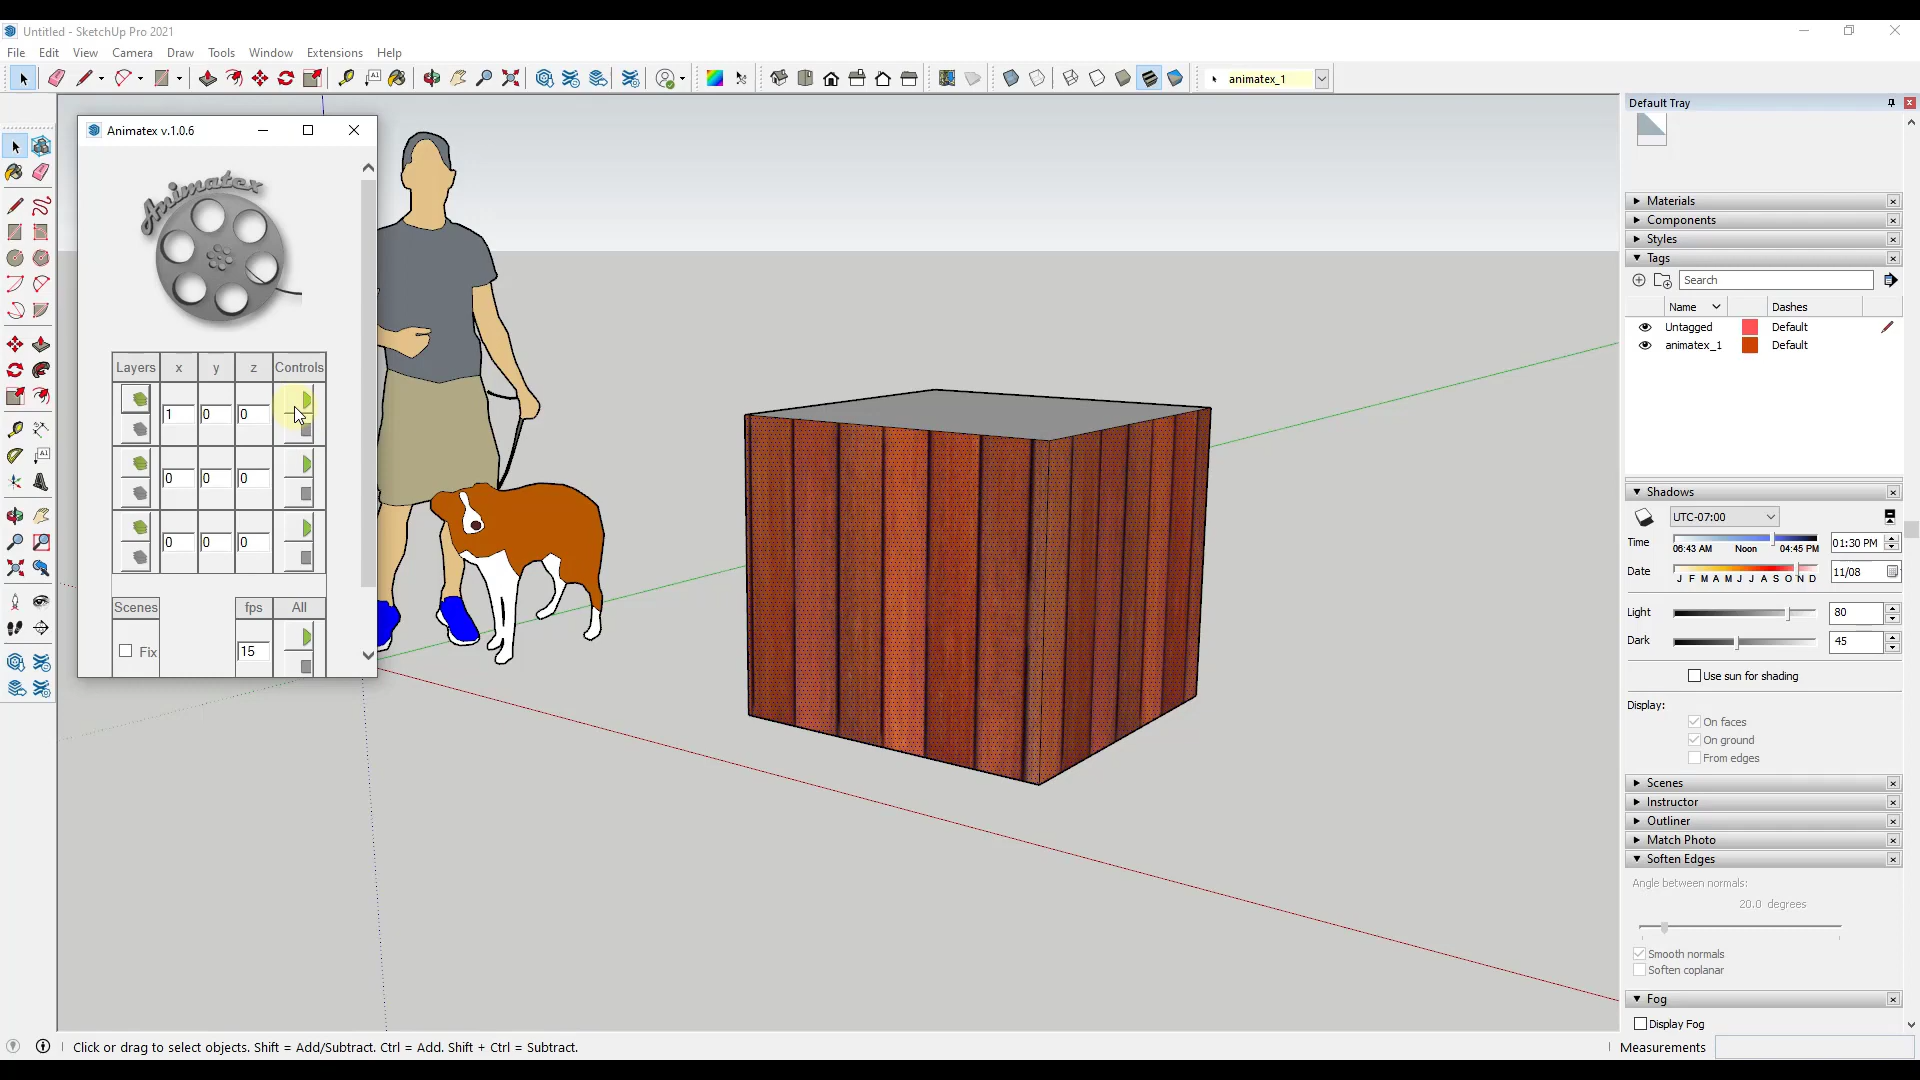 Untitled - SketchUp Pro 2021
File Edit View Camera Draw Tools Window Extensions Help
animatex_1
Animatex v.1.0.6
Animatex
Layers x y z Controls
1 0 0
0 0 0
0 0 0
Scenes fps All
Fix 15
Default Tray
Materials
Components
Styles
Tags
Search
Name Dashes
Untagged Default
animatex_1 Default
Shadows
UTC-07:00
Time 06:43 AM Noon 04:45 PM 01:30 PM
Date J F M A M J J A S O N D 11/08
Light 80
Dark 45
Use sun for shading
Display:
On faces
On ground
From edges
Scenes
Instructor
Outliner
Match Photo
Soften Edges
Angle between normals:
20.0 degrees
Smooth normals
Soften coplanar
Fog
Display Fog
Click or drag to select objects. Shift = Add/Subtract. Ctrl = Add. Shift + Ctrl = Subtract.
Measurements